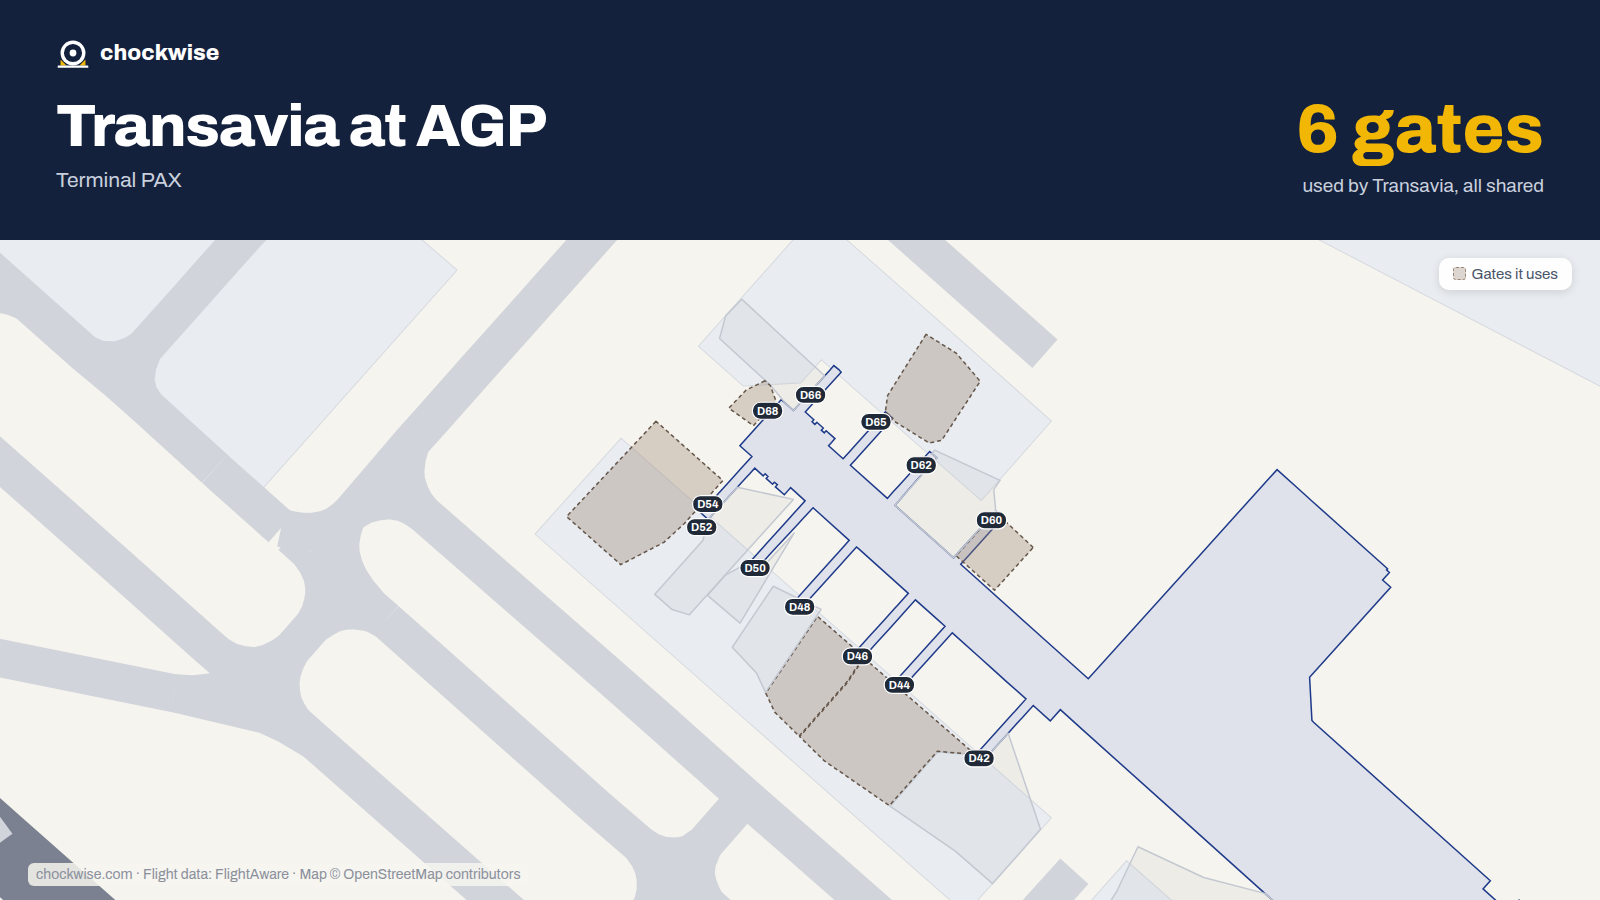 chockwise
Transavia at AGP
Terminal PAX
6 gates
used by Transavia, all shared
Gates it uses
D66
D68
D65
D62
D54
D60
D52
D50
D48
D46
D44
D42
chockwise.com · Flight data: FlightAware · Map © OpenStreetMap contributors